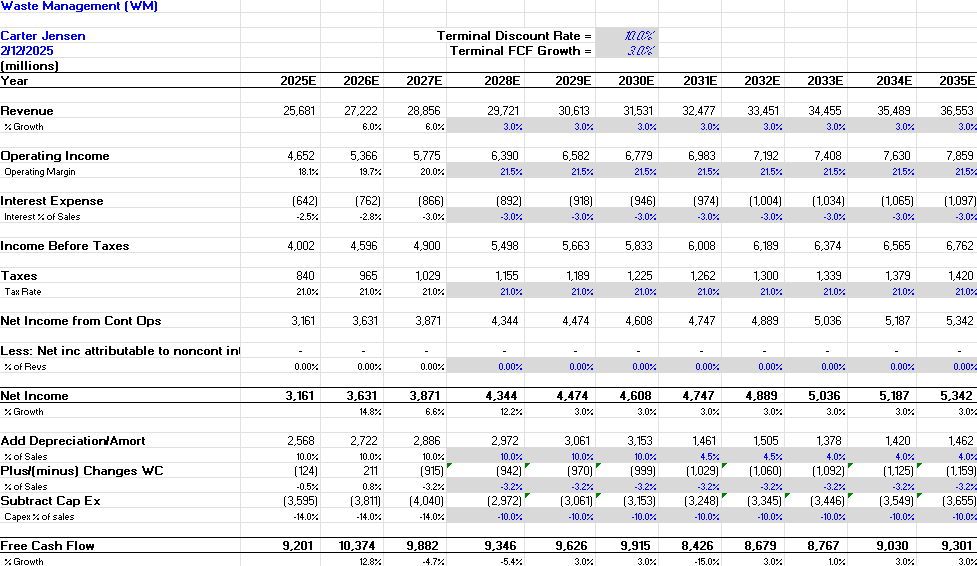 Waste Management (WM)
Carter Jensen Terminal Discount Rate = 10.0%
2/12/2025 Terminal FCF Growth = 3.0%
(millions)
Year 2025E 2026E 2027E 2028E 2029E 2030E 2031E 2032E 2033E 2034E 2035E
Revenue 25,681 27,222 28,856 29,721 30,613 31,531 32,477 33,451 34,455 35,489 36,553
% Growth 6.0% 6.0% 3.0% 3.0% 3.0% 3.0% 3.0% 3.0% 3.0% 3.0%
Operating Income 4,652 5,366 5,775 6,390 6,582 6,779 6,983 7,192 7,408 7,630 7,859
Operating Margin 18.1% 19.7% 20.0% 21.5% 21.5% 21.5% 21.5% 21.5% 21.5% 21.5% 21.5%
Interest Expense (642) (762) (866) (892) (918) (946) (974) (1,004) (1,034) (1,065) (1,097)
Interest % of Sales -2.5% -2.8% -3.0% -3.0% -3.0% -3.0% -3.0% -3.0% -3.0% -3.0% -3.0%
Income Before Taxes 4,002 4,596 4,900 5,498 5,663 5,833 6,008 6,189 6,374 6,565 6,762
Taxes 840 965 1,029 1,155 1,189 1,225 1,262 1,300 1,339 1,379 1,420
Tax Rate 21.0% 21.0% 21.0% 21.0% 21.0% 21.0% 21.0% 21.0% 21.0% 21.0% 21.0%
Net Income from Cont Ops 3,161 3,631 3,871 4,344 4,474 4,608 4,747 4,889 5,036 5,187 5,342
Less: Net inc attributable to noncont int - - - - - - - - - - -
% of Revs 0.00% 0.00% 0.00% 0.00% 0.00% 0.00% 0.00% 0.00% 0.00% 0.00% 0.00%
Net Income 3,161 3,631 3,871 4,344 4,474 4,608 4,747 4,889 5,036 5,187 5,342
% Growth 14.8% 6.6% 12.2% 3.0% 3.0% 3.0% 3.0% 3.0% 3.0% 3.0%
Add Depreciation/Amort 2,568 2,722 2,886 2,972 3,061 3,153 1,461 1,505 1,378 1,420 1,462
% of Sales 10.0% 10.0% 10.0% 10.0% 10.0% 10.0% 4.5% 4.5% 4.0% 4.0% 4.0%
Plus/(minus) Changes WC (124) 211 (915) (942) (970) (999) (1,029) (1,060) (1,092) (1,125) (1,159)
% of Sales -0.5% 0.8% -3.2% -3.2% -3.2% -3.2% -3.2% -3.2% -3.2% -3.2% -3.2%
Subtract Cap Ex (3,595) (3,811) (4,040) (2,972) (3,061) (3,153) (3,248) (3,345) (3,446) (3,549) (3,655)
Capex % of sales -14.0% -14.0% -14.0% -10.0% -10.0% -10.0% -10.0% -10.0% -10.0% -10.0% -10.0%
Free Cash Flow 9,201 10,374 9,882 9,346 9,626 9,915 8,426 8,679 8,767 9,030 9,301
% Growth 12.8% -4.7% -5.4% 3.0% 3.0% -15.0% 3.0% 1.0% 3.0% 3.0%